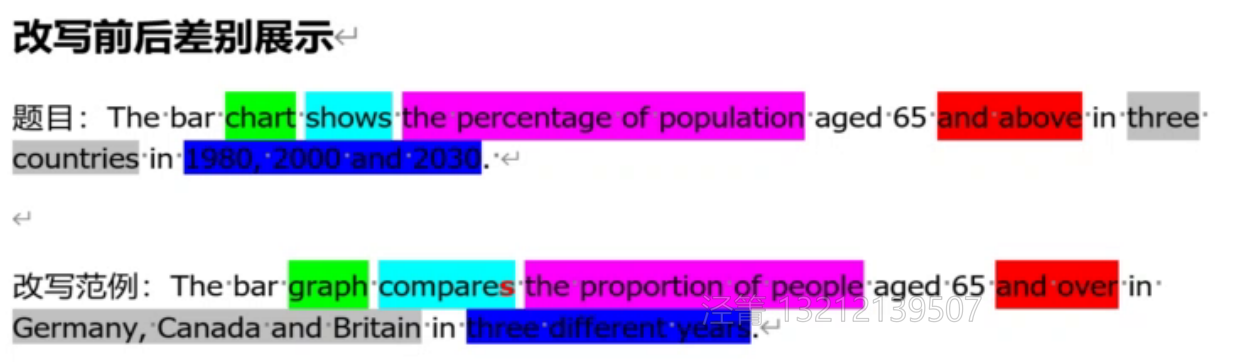 改写前后差别展示
题目：The bar chart shows the percentage of population aged 65 and above in three
countries in 1980, 2000 and 2030.
改写范例：The bar graph compares the proportion of people aged 65 and over in
Germany, Canada and Britain in three different years.
泾菁 13212139507